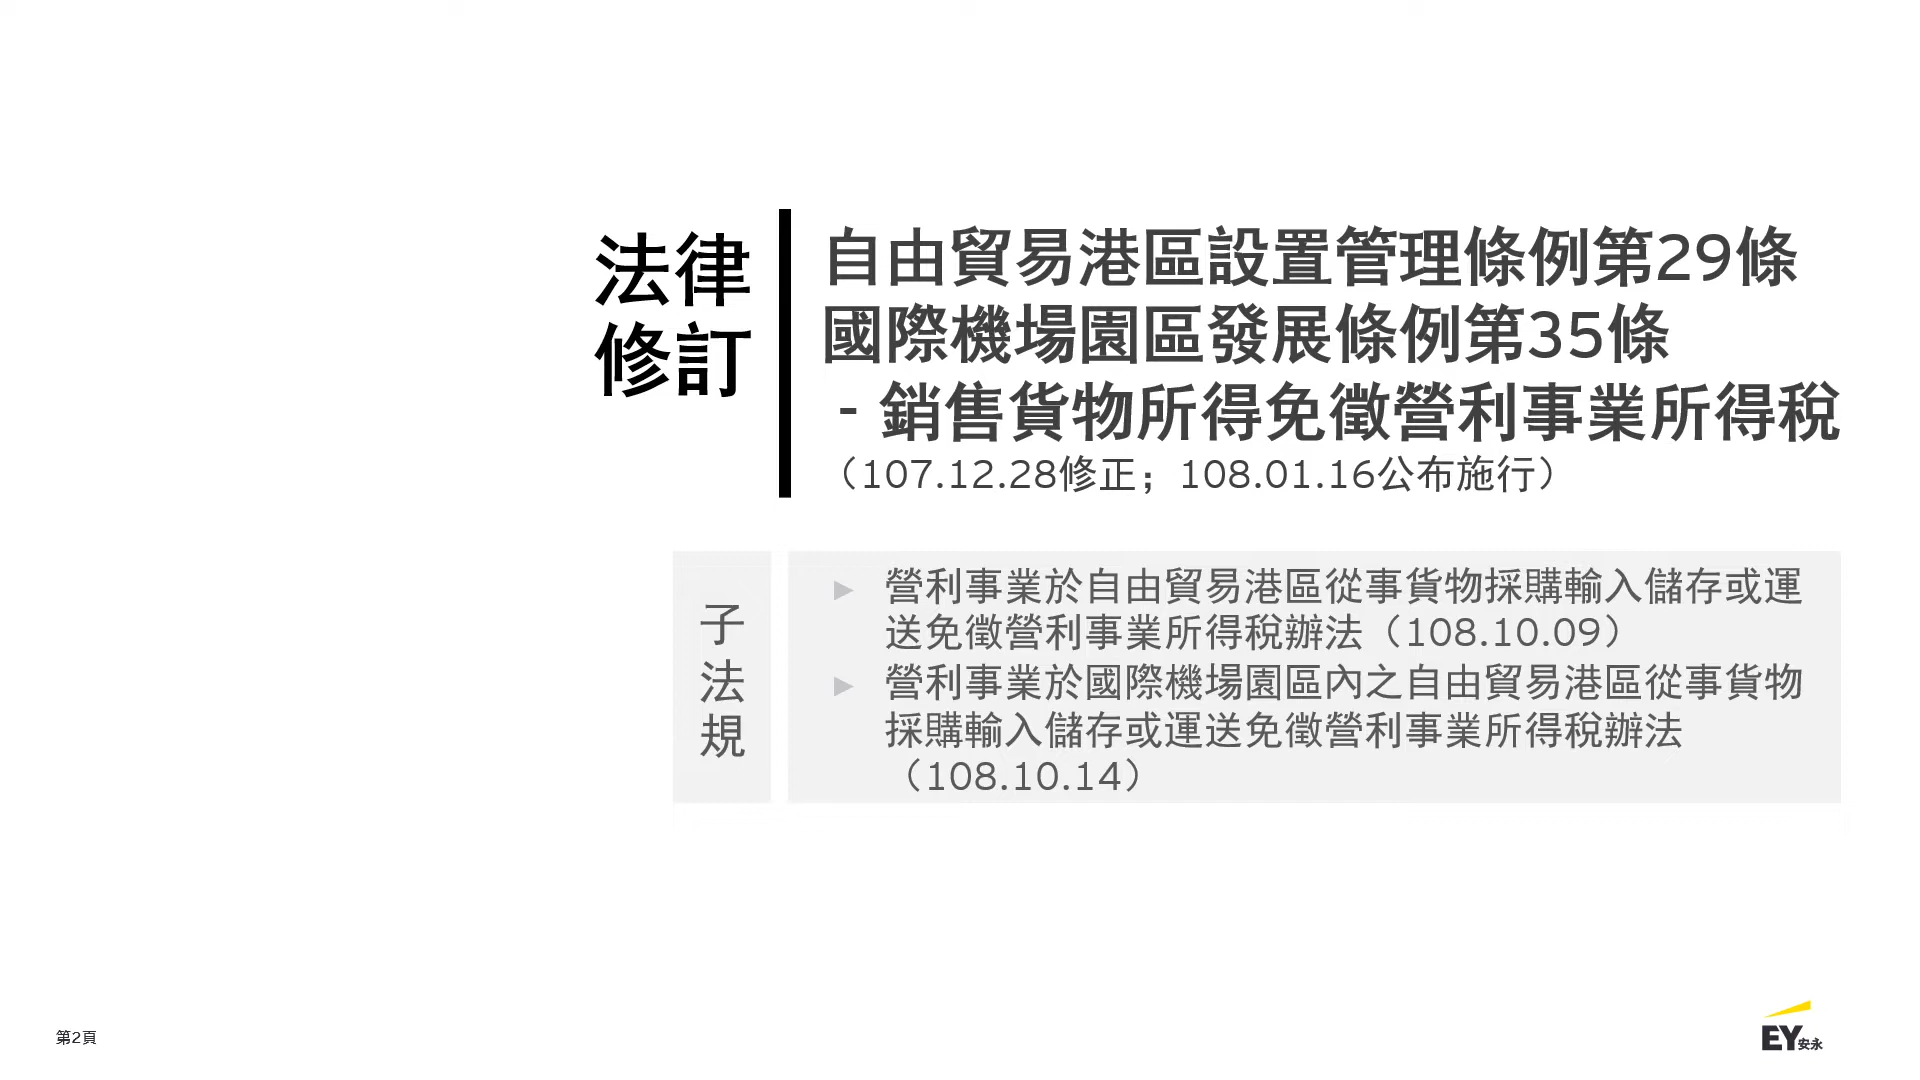 法律
修訂
自由貿易港區設置管理條例第29條
國際機場園區發展條例第35條
- 銷售貨物所得免徵營利事業所得稅
（107.12.28修正；108.01.16公布施行）
子
法
規
► 營利事業於自由貿易港區從事貨物採購輸入儲存或運
送免徵營利事業所得稅辦法（108.10.09）
► 營利事業於國際機場園區內之自由貿易港區從事貨物
採購輸入儲存或運送免徵營利事業所得稅辦法
（108.10.14）
第2頁
EY安永